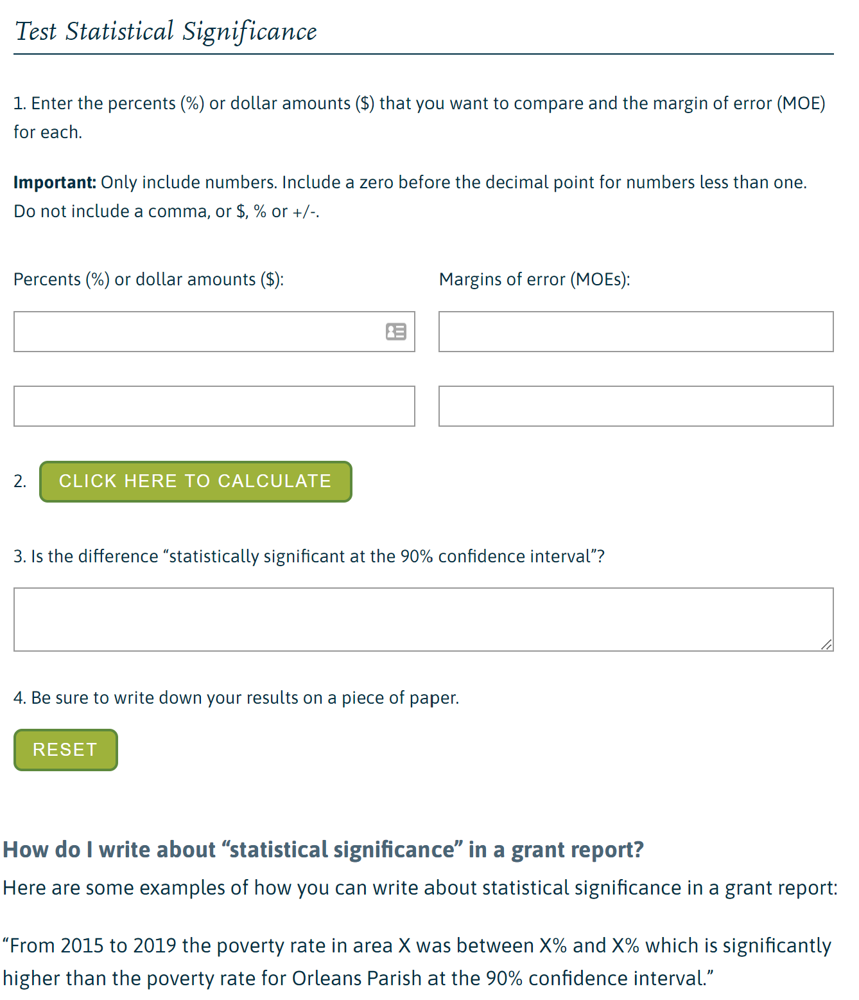 Test Statistical Significance
1. Enter the percents (%) or dollar amounts ($) that you want to compare and the margin of error (MOE)
for each.
Important: Only include numbers. Include a zero before the decimal point for numbers less than one.
Do not include a comma, or $, % or +/-.
Percents (%) or dollar amounts ($):
Margins of error (MOEs):
2. CLICK HERE TO CALCULATE
3. Is the difference “statistically significant at the 90% confidence interval”?
4. Be sure to write down your results on a piece of paper.
RESET
How do I write about “statistical significance” in a grant report?
Here are some examples of how you can write about statistical significance in a grant report:
“From 2015 to 2019 the poverty rate in area X was between X% and X% which is significantly
higher than the poverty rate for Orleans Parish at the 90% confidence interval.”